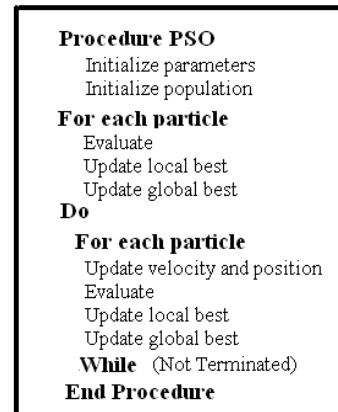 Procedure PSO
Initialize parameters
Initialize population
For each particle
Evaluate
Update local best
Update global best
Do
For each particle
Update velocity and position
Evaluate
Update local best
Update global best
While (Not Terminated)
End Procedure